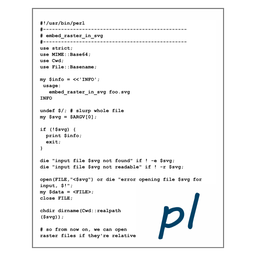 #!/usr/bin/perl
#------------------------------------------------
# embed_raster_in_svg
#------------------------------------------------
use strict;
use MIME::Base64;
use Cwd;
use File::Basename;

my $info = <<'INFO';
 usage:
   embed_raster_in_svg foo.svg
INFO

undef $/; # slurp whole file
my $svg = $ARGV[0];

if (!$svg) {
  print $info;
  exit;
}

die "input file $svg not found" if ! -e $svg;
die "input file $svg not readable" if ! -r $svg;

open(FILE,"<$svg") or die "error opening file $svg for
input, $!";
my $data = <FILE>;
close FILE;

chdir dirname(Cwd::realpath
($svg));

# so from now on, we can open
raster files if they're relative
pl